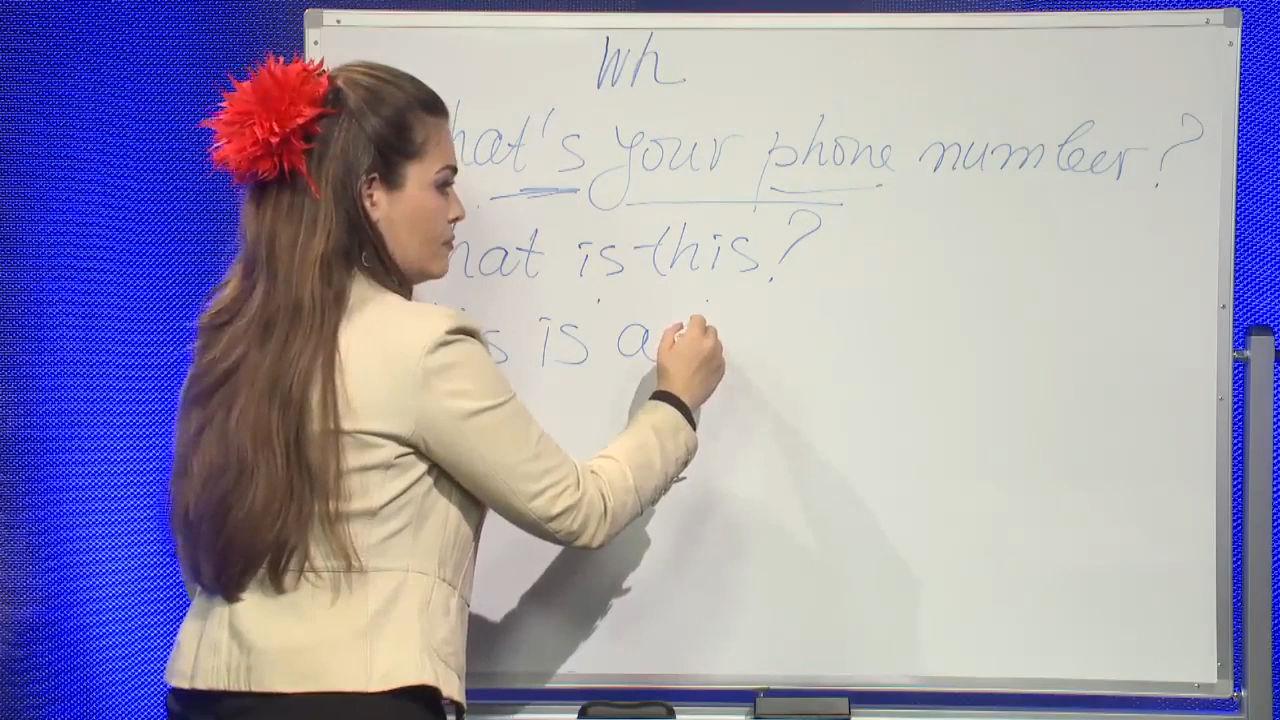 Wh
hat's your phone number?
hat is this?
is is a